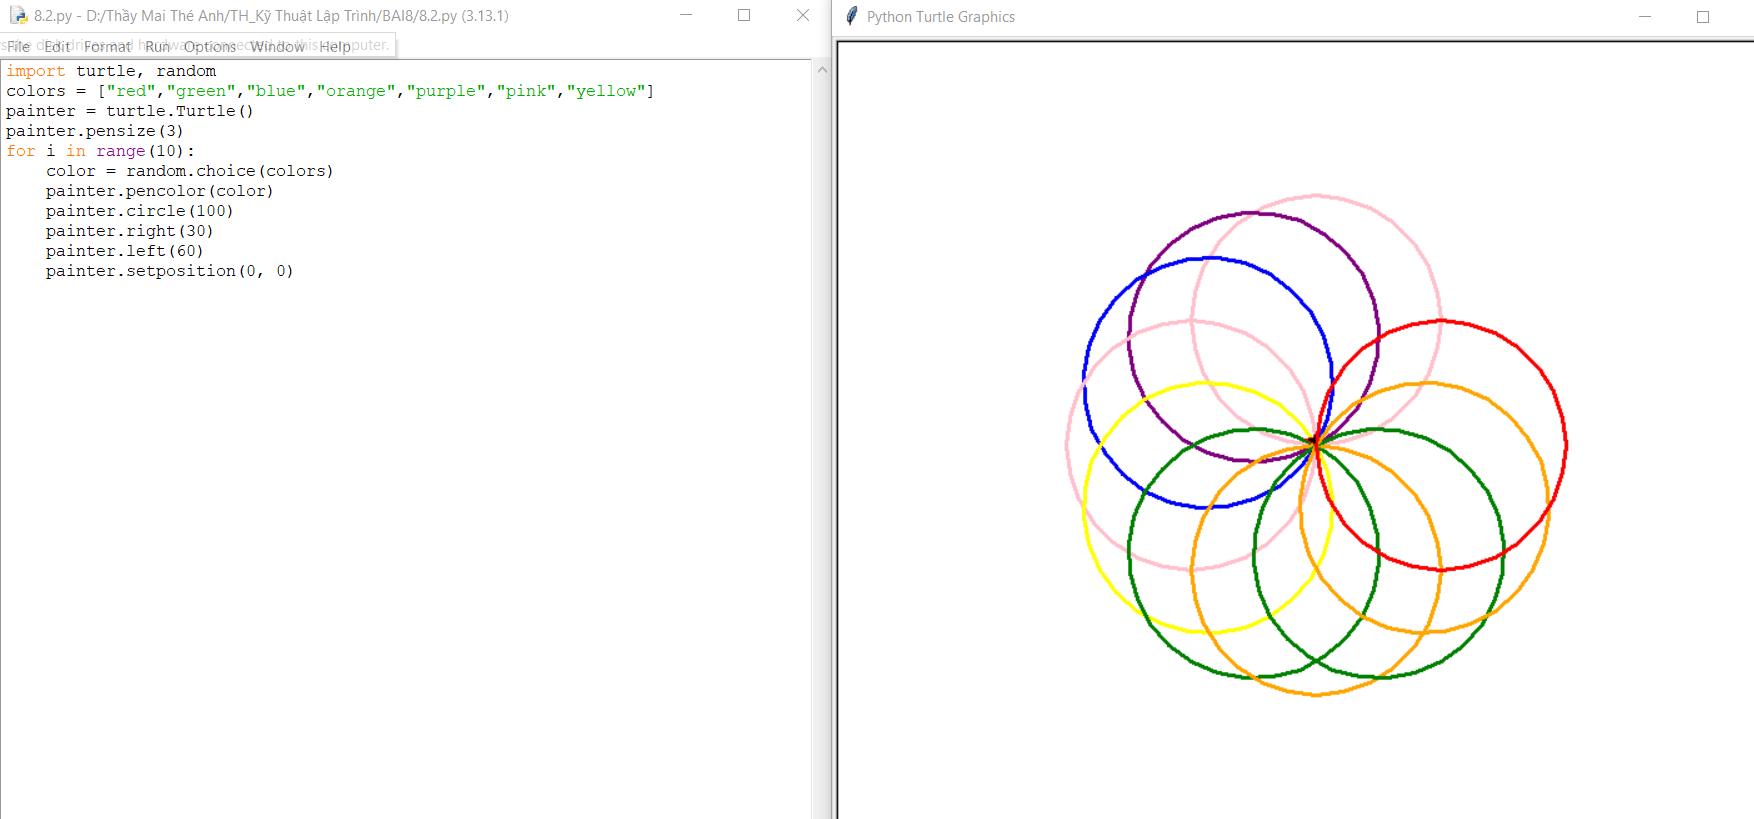 8.2.py - D:/Thầy Mai Thé Anh/TH_Kỹ Thuật Lập Trình/BAI8/8.2.py (3.13.1)
File Edit Format Run Options Window Help
import turtle, random
colors = ["red","green","blue","orange","purple","pink","yellow"]
painter = turtle.Turtle()
painter.pensize(3)
for i in range(10):
    color = random.choice(colors)
    painter.pencolor(color)
    painter.circle(100)
    painter.right(30)
    painter.left(60)
    painter.setposition(0, 0)
Python Turtle Graphics